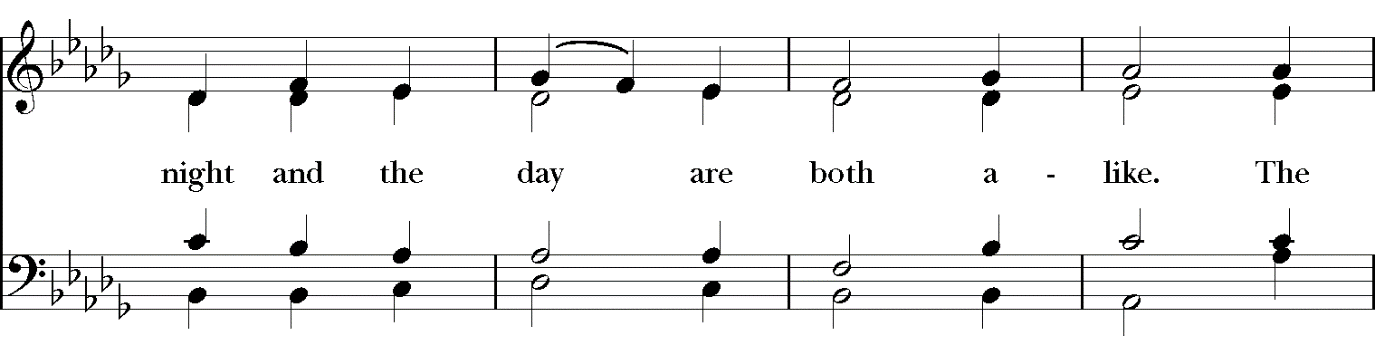 night and the day are both a - like. The